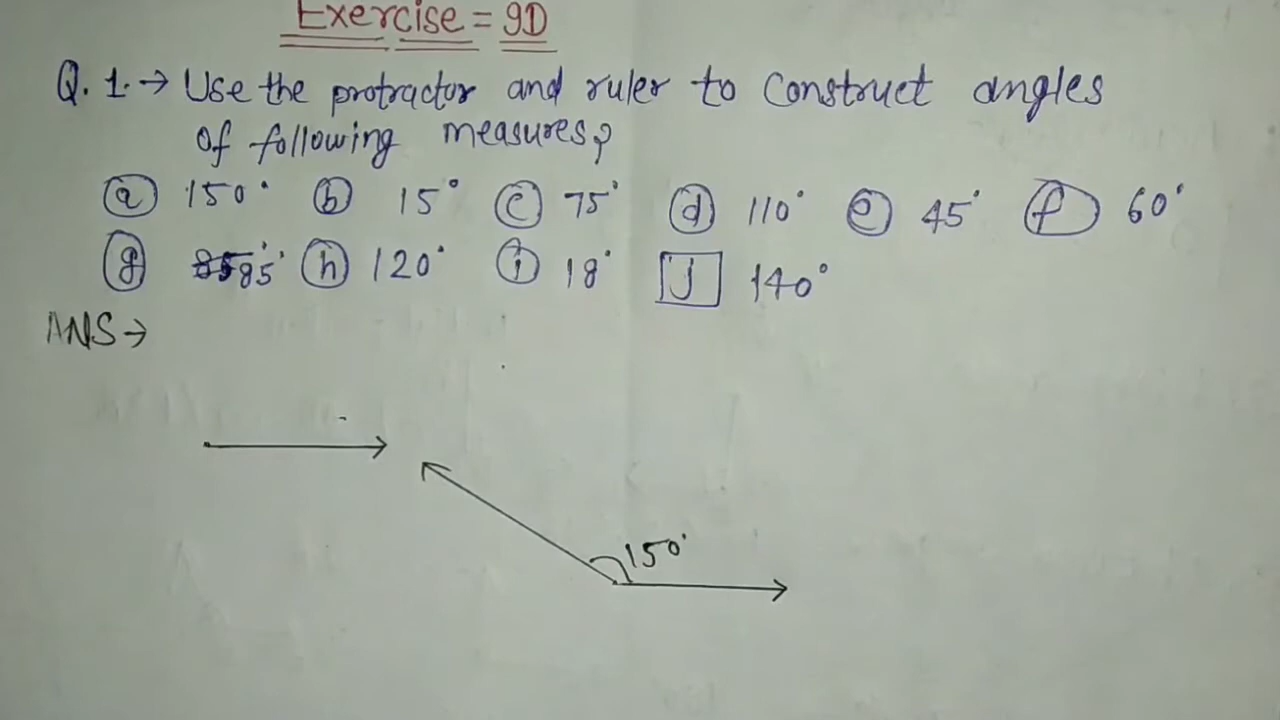 Exercise = 9D
Q. 1. → Use the protractor and ruler to construct angles
of following measures?
(a) 150° (b) 15° (c) 75° (d) 110° (e) 45° (f) 60°
(g) 85° (h) 120° (i) 18° J 140°
ANS →
150°